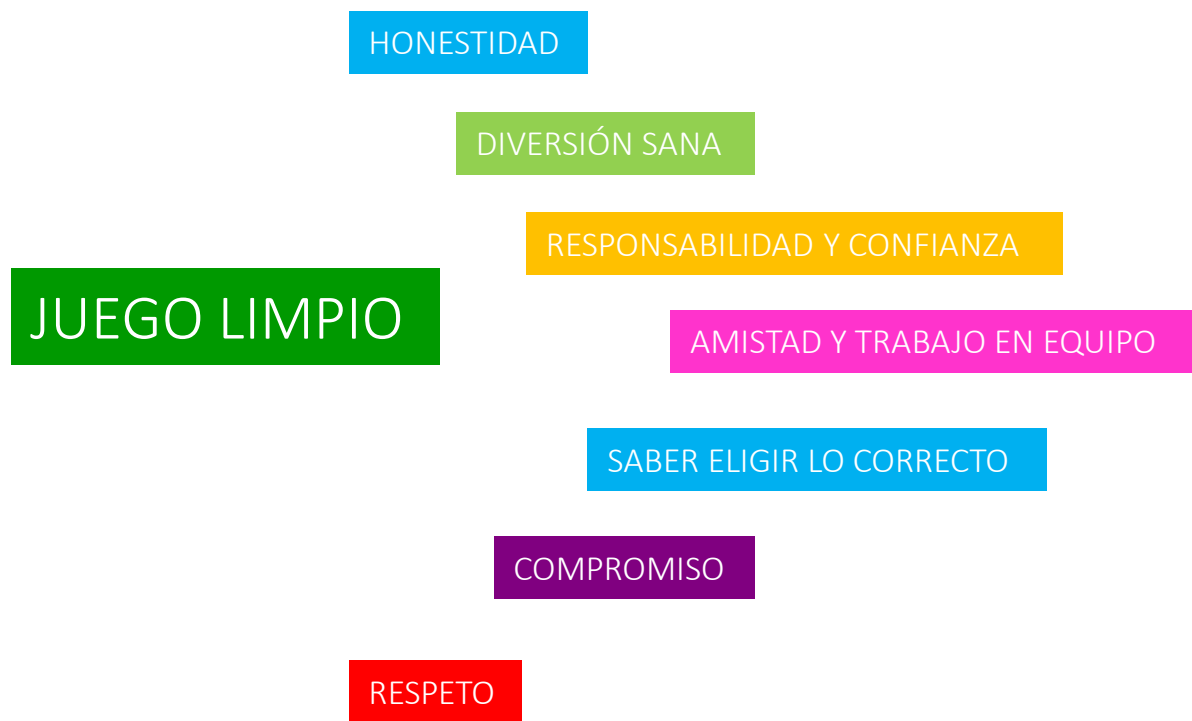 HONESTIDAD
DIVERSIÓN SANA
RESPONSABILIDAD Y CONFIANZA
JUEGO LIMPIO
AMISTAD Y TRABAJO EN EQUIPO
SABER ELIGIR LO CORRECTO
COMPROMISO
RESPETO